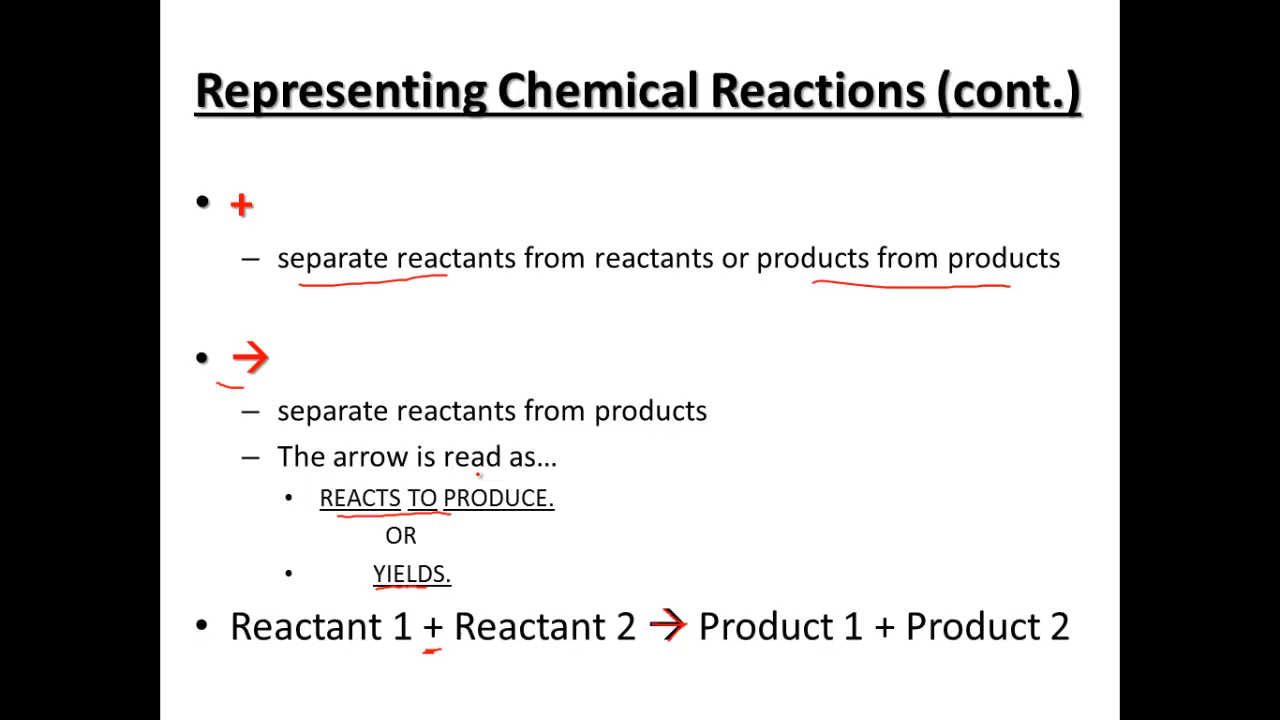 Representing Chemical Reactions (cont.)
• +
– separate reactants from reactants or products from products
• →
– separate reactants from products
– The arrow is read as…
• REACTS TO PRODUCE.
OR
• YIELDS.
• Reactant 1 + Reactant 2 → Product 1 + Product 2